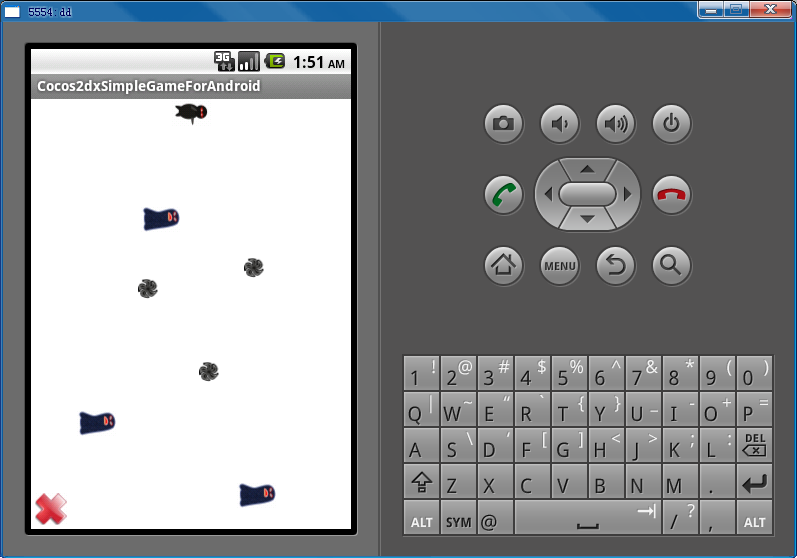 5554:dd
3G 1:51 AM
Cocos2dxSimpleGameForAndroid
MENU
1 ! 2 @ 3 # 4 $ 5 % 6 ^ 7 & 8 * 9 ( 0 )
Q | W ~ E “ R ` T { Y } U _ I - O + P =
A S \ D ‘ F [ G ] H < J > K ; L : DEL
Z X C V B N M .
ALT SYM @ / ? , ALT